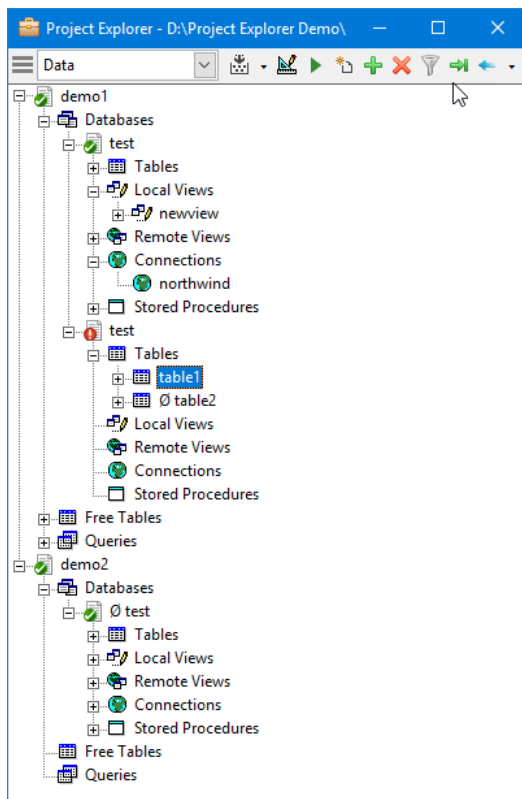 Project Explorer - D:\Project Explorer Demo\
Data
demo1
Databases
test
Tables
Local Views
newview
Remote Views
Connections
northwind
Stored Procedures
test
Tables
table1
Ø table2
Local Views
Remote Views
Connections
Stored Procedures
Free Tables
Queries
demo2
Databases
Ø test
Tables
Local Views
Remote Views
Connections
Stored Procedures
Free Tables
Queries